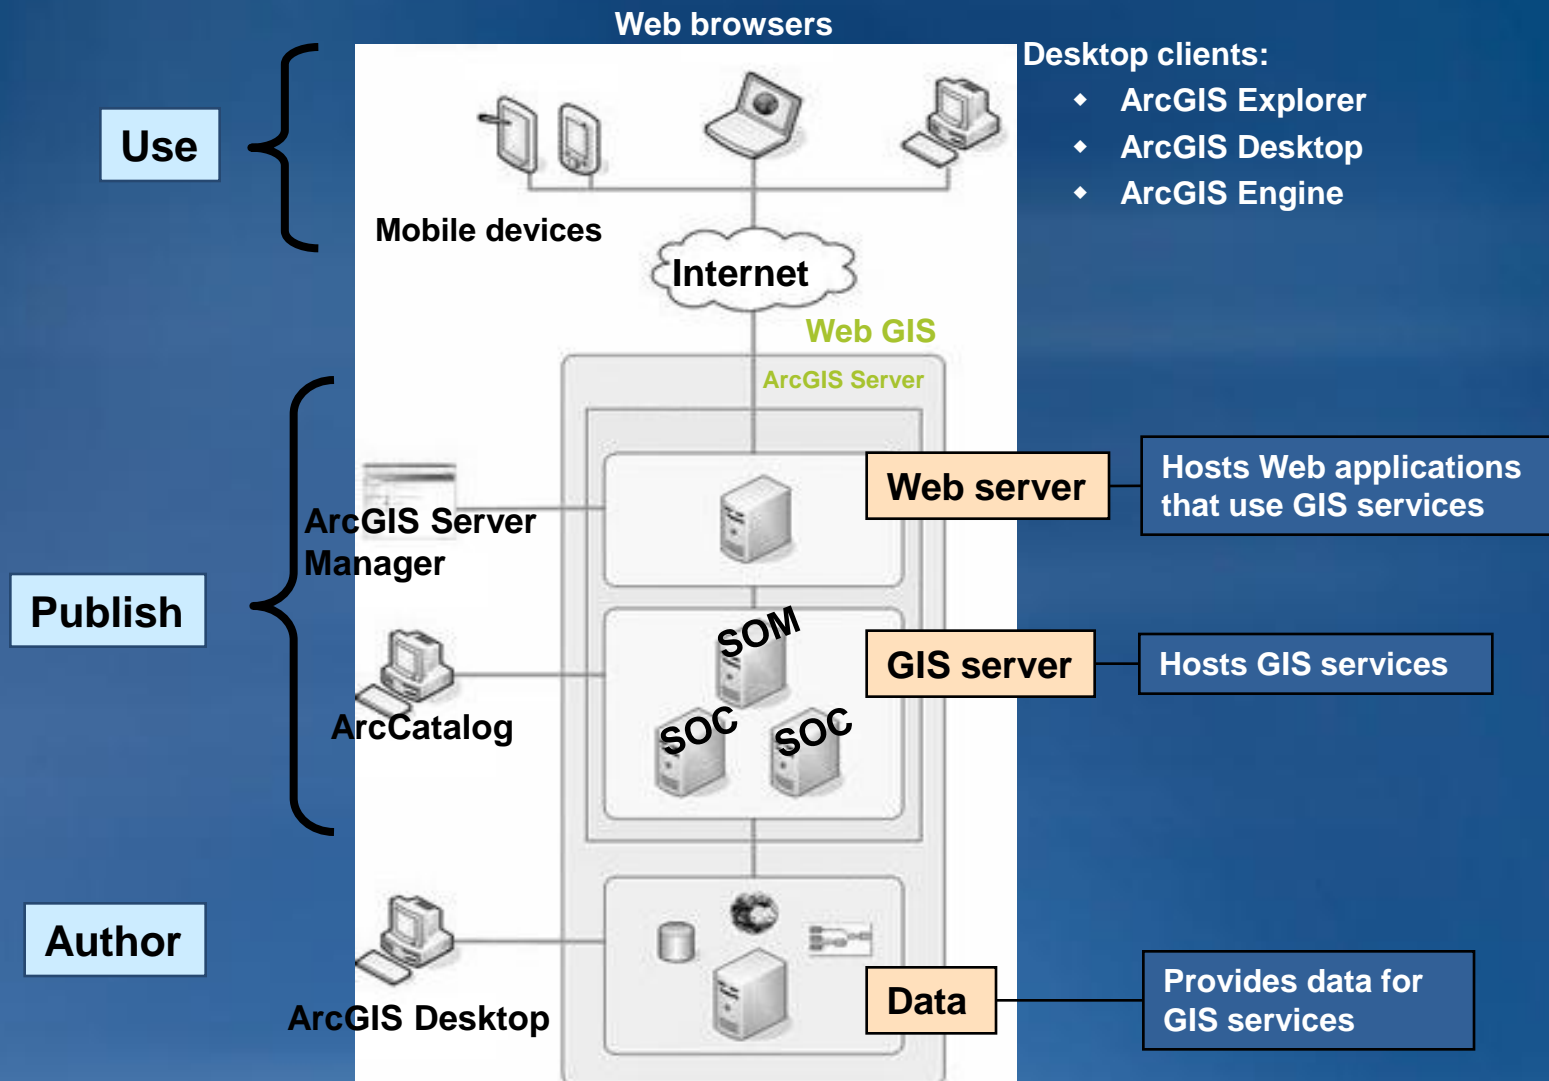 Web browsers
Desktop clients:
ArcGIS Explorer
ArcGIS Desktop
ArcGIS Engine
Use
Mobile devices
Internet
Web GIS
ArcGIS Server
Web server
Hosts Web applications
that use GIS services
ArcGIS Server
Manager
Publish
SOM
GIS server
Hosts GIS services
SOC
SOC
ArcCatalog
Author
Data
Provides data for
GIS services
ArcGIS Desktop